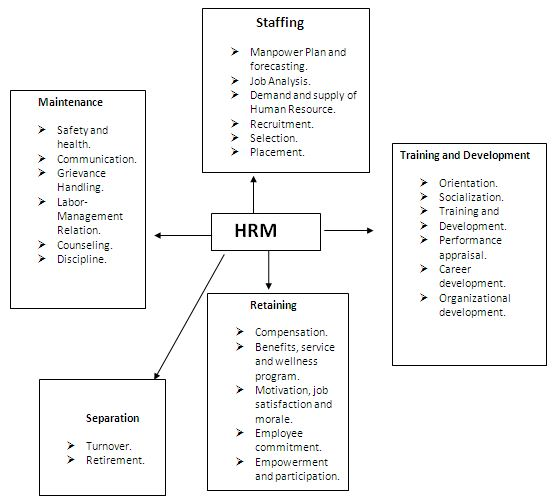 Staffing
➢ Manpower Plan and
forecasting.
➢ Job Analysis.
➢ Demand and supply of
Human Resource.
➢ Recruitment.
➢ Selection.
➢ Placement.
Maintenance
➢ Safety and
health.
➢ Communication.
➢ Grievance
Handling.
➢ Labor-
Management
Relation.
➢ Counseling.
➢ Discipline.
HRM
Training and Development
➢ Orientation.
➢ Socialization.
➢ Training and
➢ Development.
➢ Performance
appraisal.
➢ Career
development.
➢ Organizational
development.
Retaining
➢ Compensation.
➢ Benefits, service
and wellness
program.
➢ Motivation, job
satisfaction and
morale.
➢ Employee
commitment.
➢ Empowerment
and participation.
Separation
➢ Turnover.
➢ Retirement.